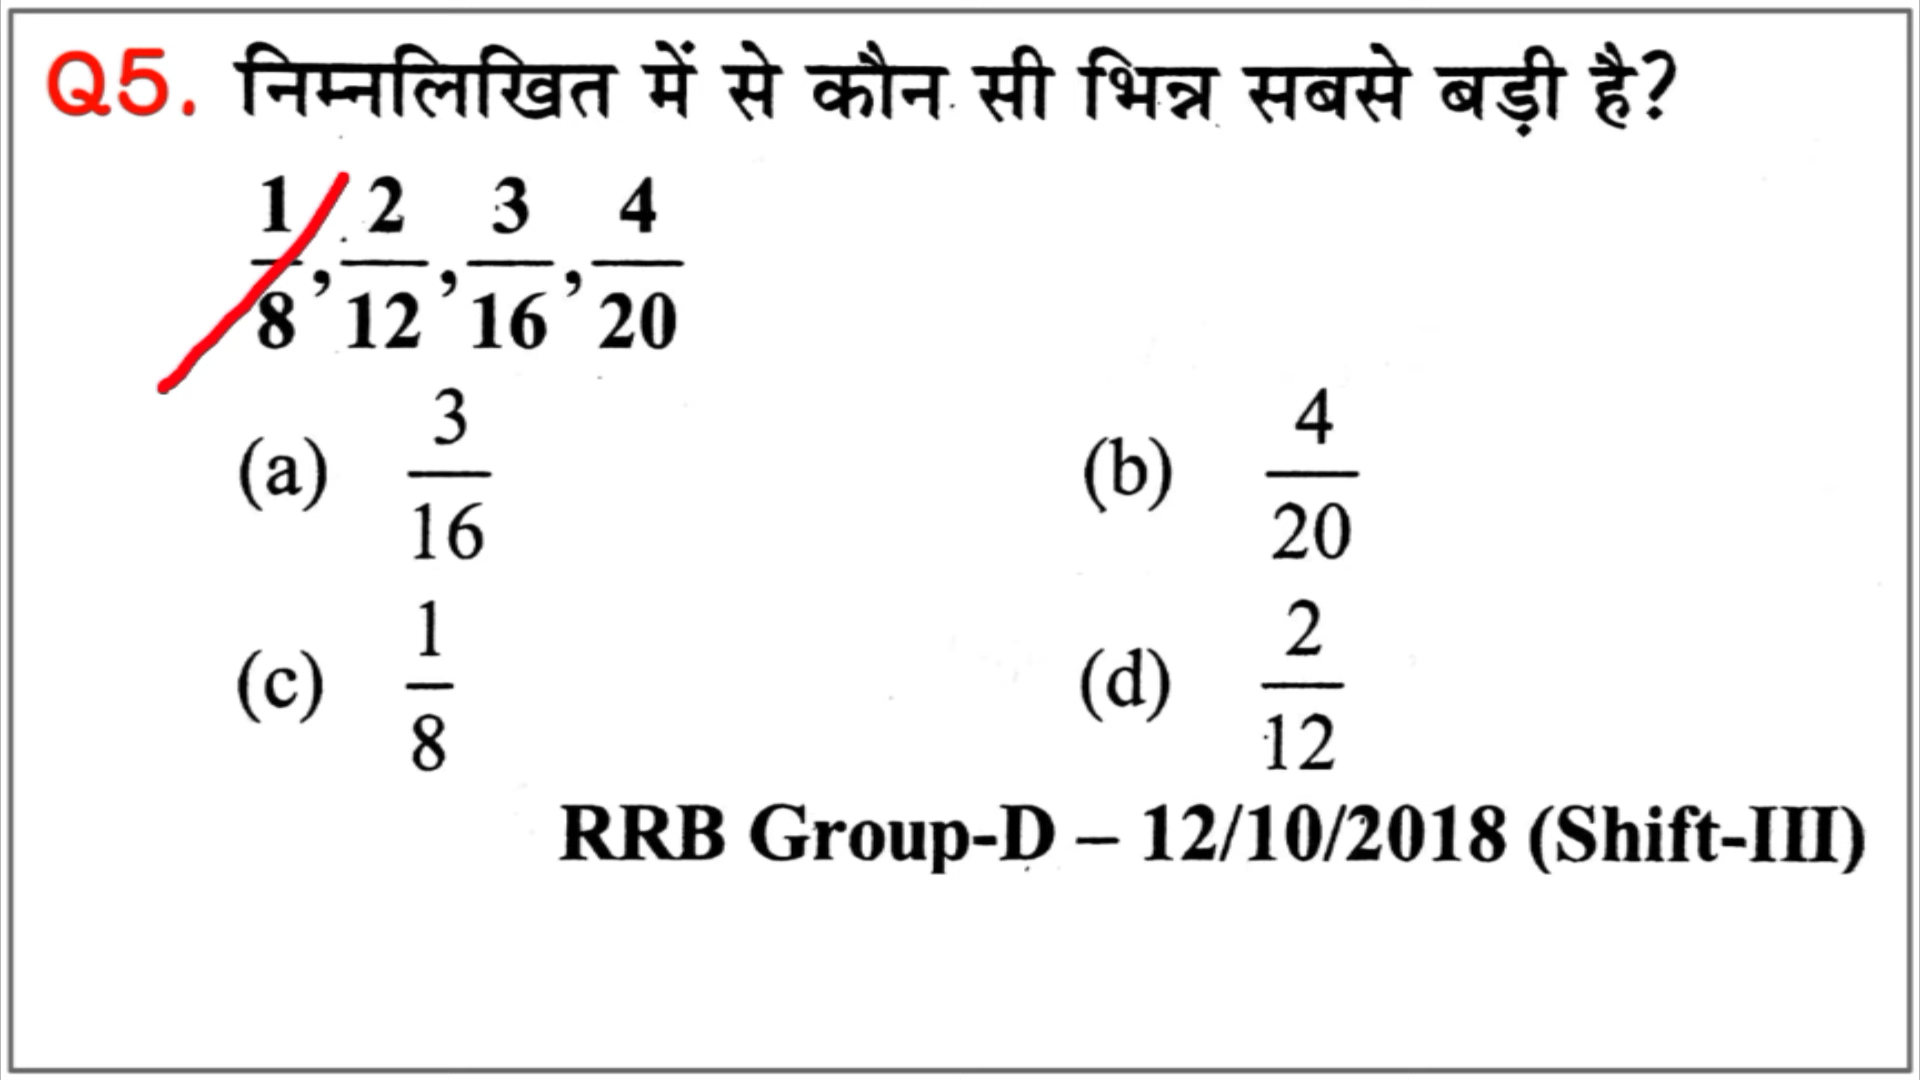 Q5. निम्नलिखित में से कौन सी भिन्न सबसे बड़ी है?
1/8, 2/12, 3/16, 4/20
(a) 3/16 (b) 4/20
(c) 1/8 (d) 2/12
RRB Group-D – 12/10/2018 (Shift-III)